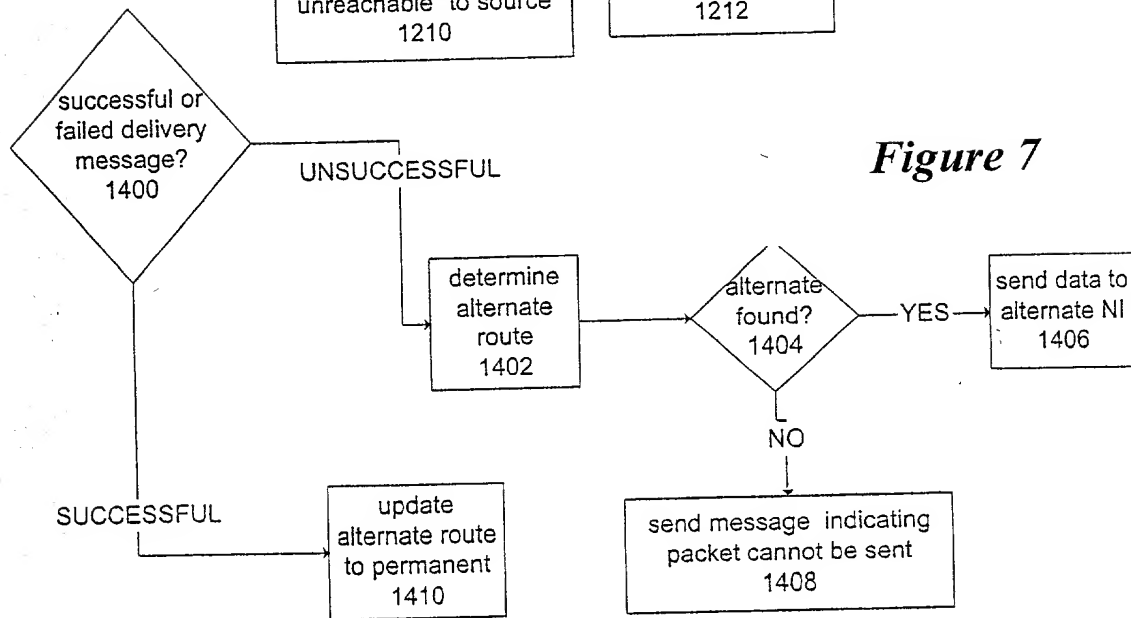 unreachable to source
1210
1212
successful or
failed delivery
message?
1400
UNSUCCESSFUL
Figure 7
determine
alternate
route
1402
alternate
found?
1404
YES
send data to
alternate NI
1406
NO
SUCCESSFUL
update
alternate route
to permanent
1410
send message indicating
packet cannot be sent
1408